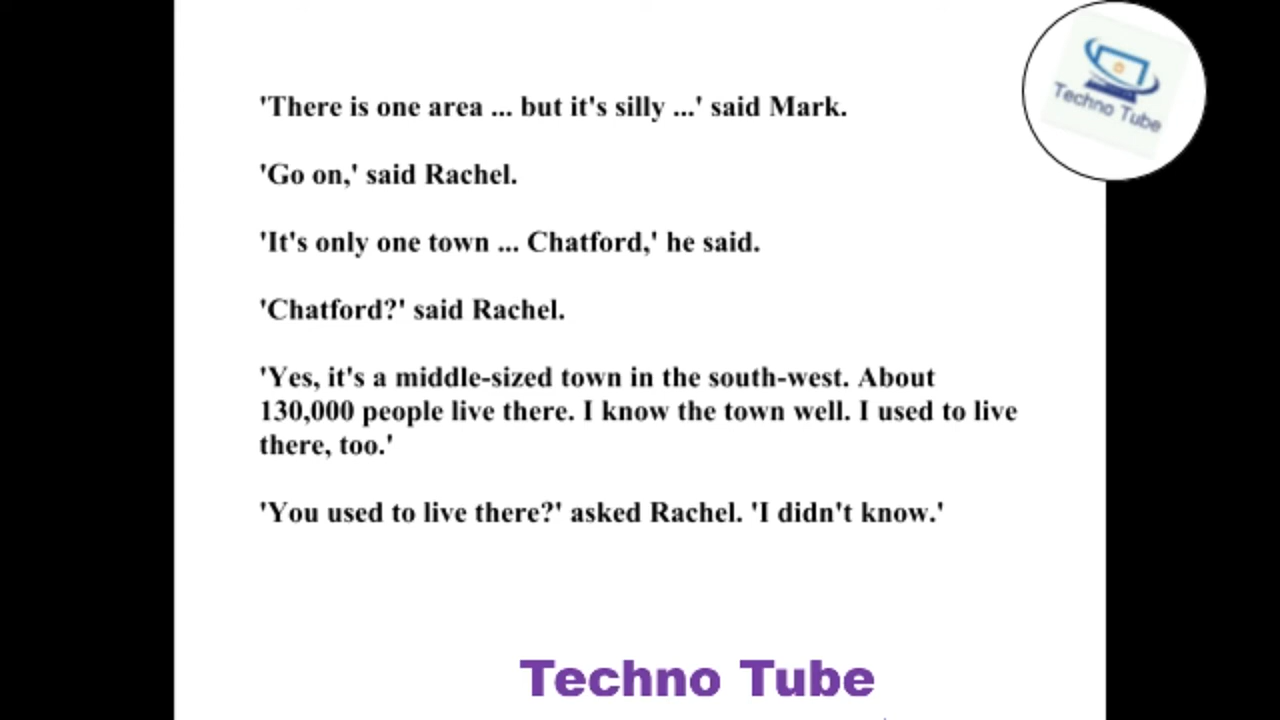 'There is one area ... but it's silly ...' said Mark.
'Go on,' said Rachel.
'It's only one town ... Chatford,' he said.
'Chatford?' said Rachel.
'Yes, it's a middle-sized town in the south-west. About
130,000 people live there. I know the town well. I used to live
there, too.'
'You used to live there?' asked Rachel. 'I didn't know.'
Techno Tube
Techno Tube